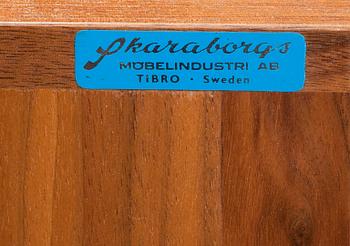 Skaraborgs
MÖBELINDUSTRI AB
TiBRO · Sweden